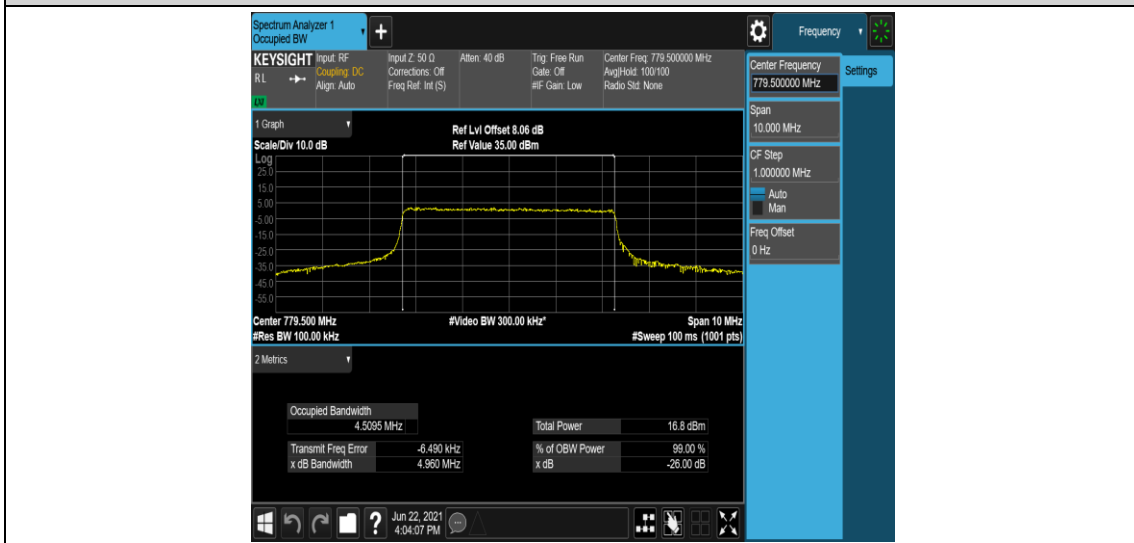 Spectrum Analyzer 1
Occupied BW
+
Frequency
KEYSIGHT
RL
Input: RF
Coupling: DC
Align: Auto
Input Z: 50 Ω
Corrections: Off
Freq Ref: Int (S)
Atten: 40 dB
Trig: Free Run
Gate: Off
#IF Gain: Low
Center Freq: 779.500000 MHz
Avg|Hold: 100/100
Radio Std: None
Center Frequency
779.500000 MHz
Settings
Span
10.000 MHz
CF Step
1.000000 MHz
Auto
Man
Freq Offset
0 Hz
1 Graph
Scale/Div 10.0 dB
Ref Lvl Offset 8.06 dB
Ref Value 35.00 dBm
Log
25.0
15.0
5.00
-5.00
-15.0
-25.0
-35.0
-45.0
-55.0
Center 779.500 MHz
#Res BW 100.00 kHz
#Video BW 300.00 kHz*
Span 10 MHz
#Sweep 100 ms (1001 pts)
2 Metrics
Occupied Bandwidth
4.5095 MHz
Transmit Freq Error -6.490 kHz
x dB Bandwidth 4.960 MHz
Total Power 16.8 dBm
% of OBW Power 99.00 %
x dB -26.00 dB
?
Jun 22, 2021
4:04:07 PM